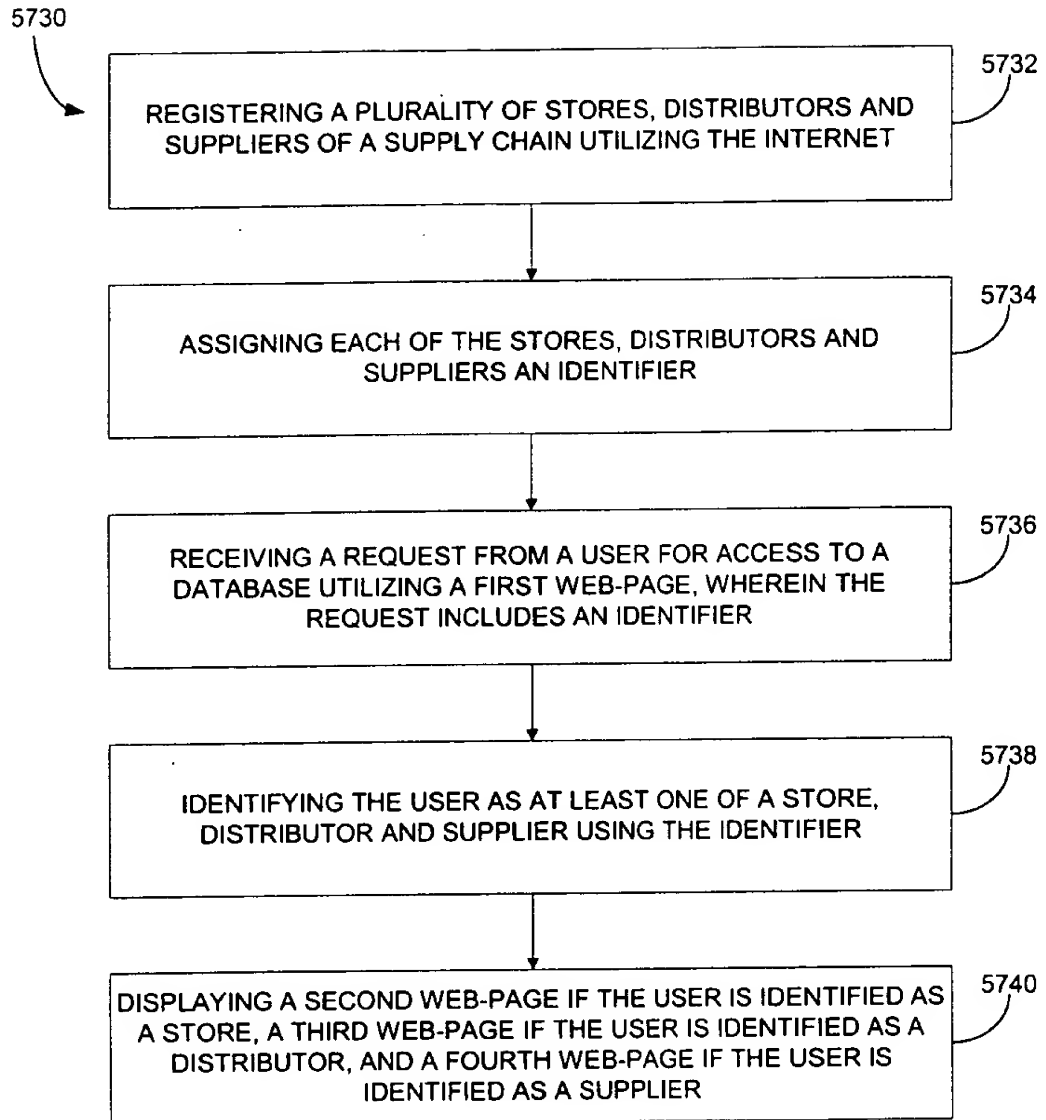 5730
5732
REGISTERING A PLURALITY OF STORES, DISTRIBUTORS AND
SUPPLIERS OF A SUPPLY CHAIN UTILIZING THE INTERNET
5734
ASSIGNING EACH OF THE STORES, DISTRIBUTORS AND
SUPPLIERS AN IDENTIFIER
5736
RECEIVING A REQUEST FROM A USER FOR ACCESS TO A
DATABASE UTILIZING A FIRST WEB-PAGE, WHEREIN THE
REQUEST INCLUDES AN IDENTIFIER
5738
IDENTIFYING THE USER AS AT LEAST ONE OF A STORE,
DISTRIBUTOR AND SUPPLIER USING THE IDENTIFIER
5740
DISPLAYING A SECOND WEB-PAGE IF THE USER IS IDENTIFIED AS
A STORE, A THIRD WEB-PAGE IF THE USER IS IDENTIFIED AS A
DISTRIBUTOR, AND A FOURTH WEB-PAGE IF THE USER IS
IDENTIFIED AS A SUPPLIER